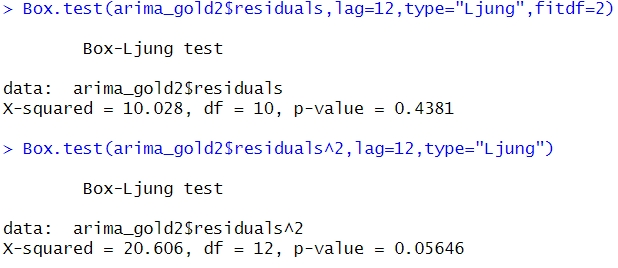 > Box.test(arima_gold2$residuals,lag=12,type="Ljung",fitdf=2)
Box-Ljung test
data:  arima_gold2$residuals
X-squared = 10.028, df = 10, p-value = 0.4381
> Box.test(arima_gold2$residuals^2,lag=12,type="Ljung")
Box-Ljung test
data:  arima_gold2$residuals^2
X-squared = 20.606, df = 12, p-value = 0.05646